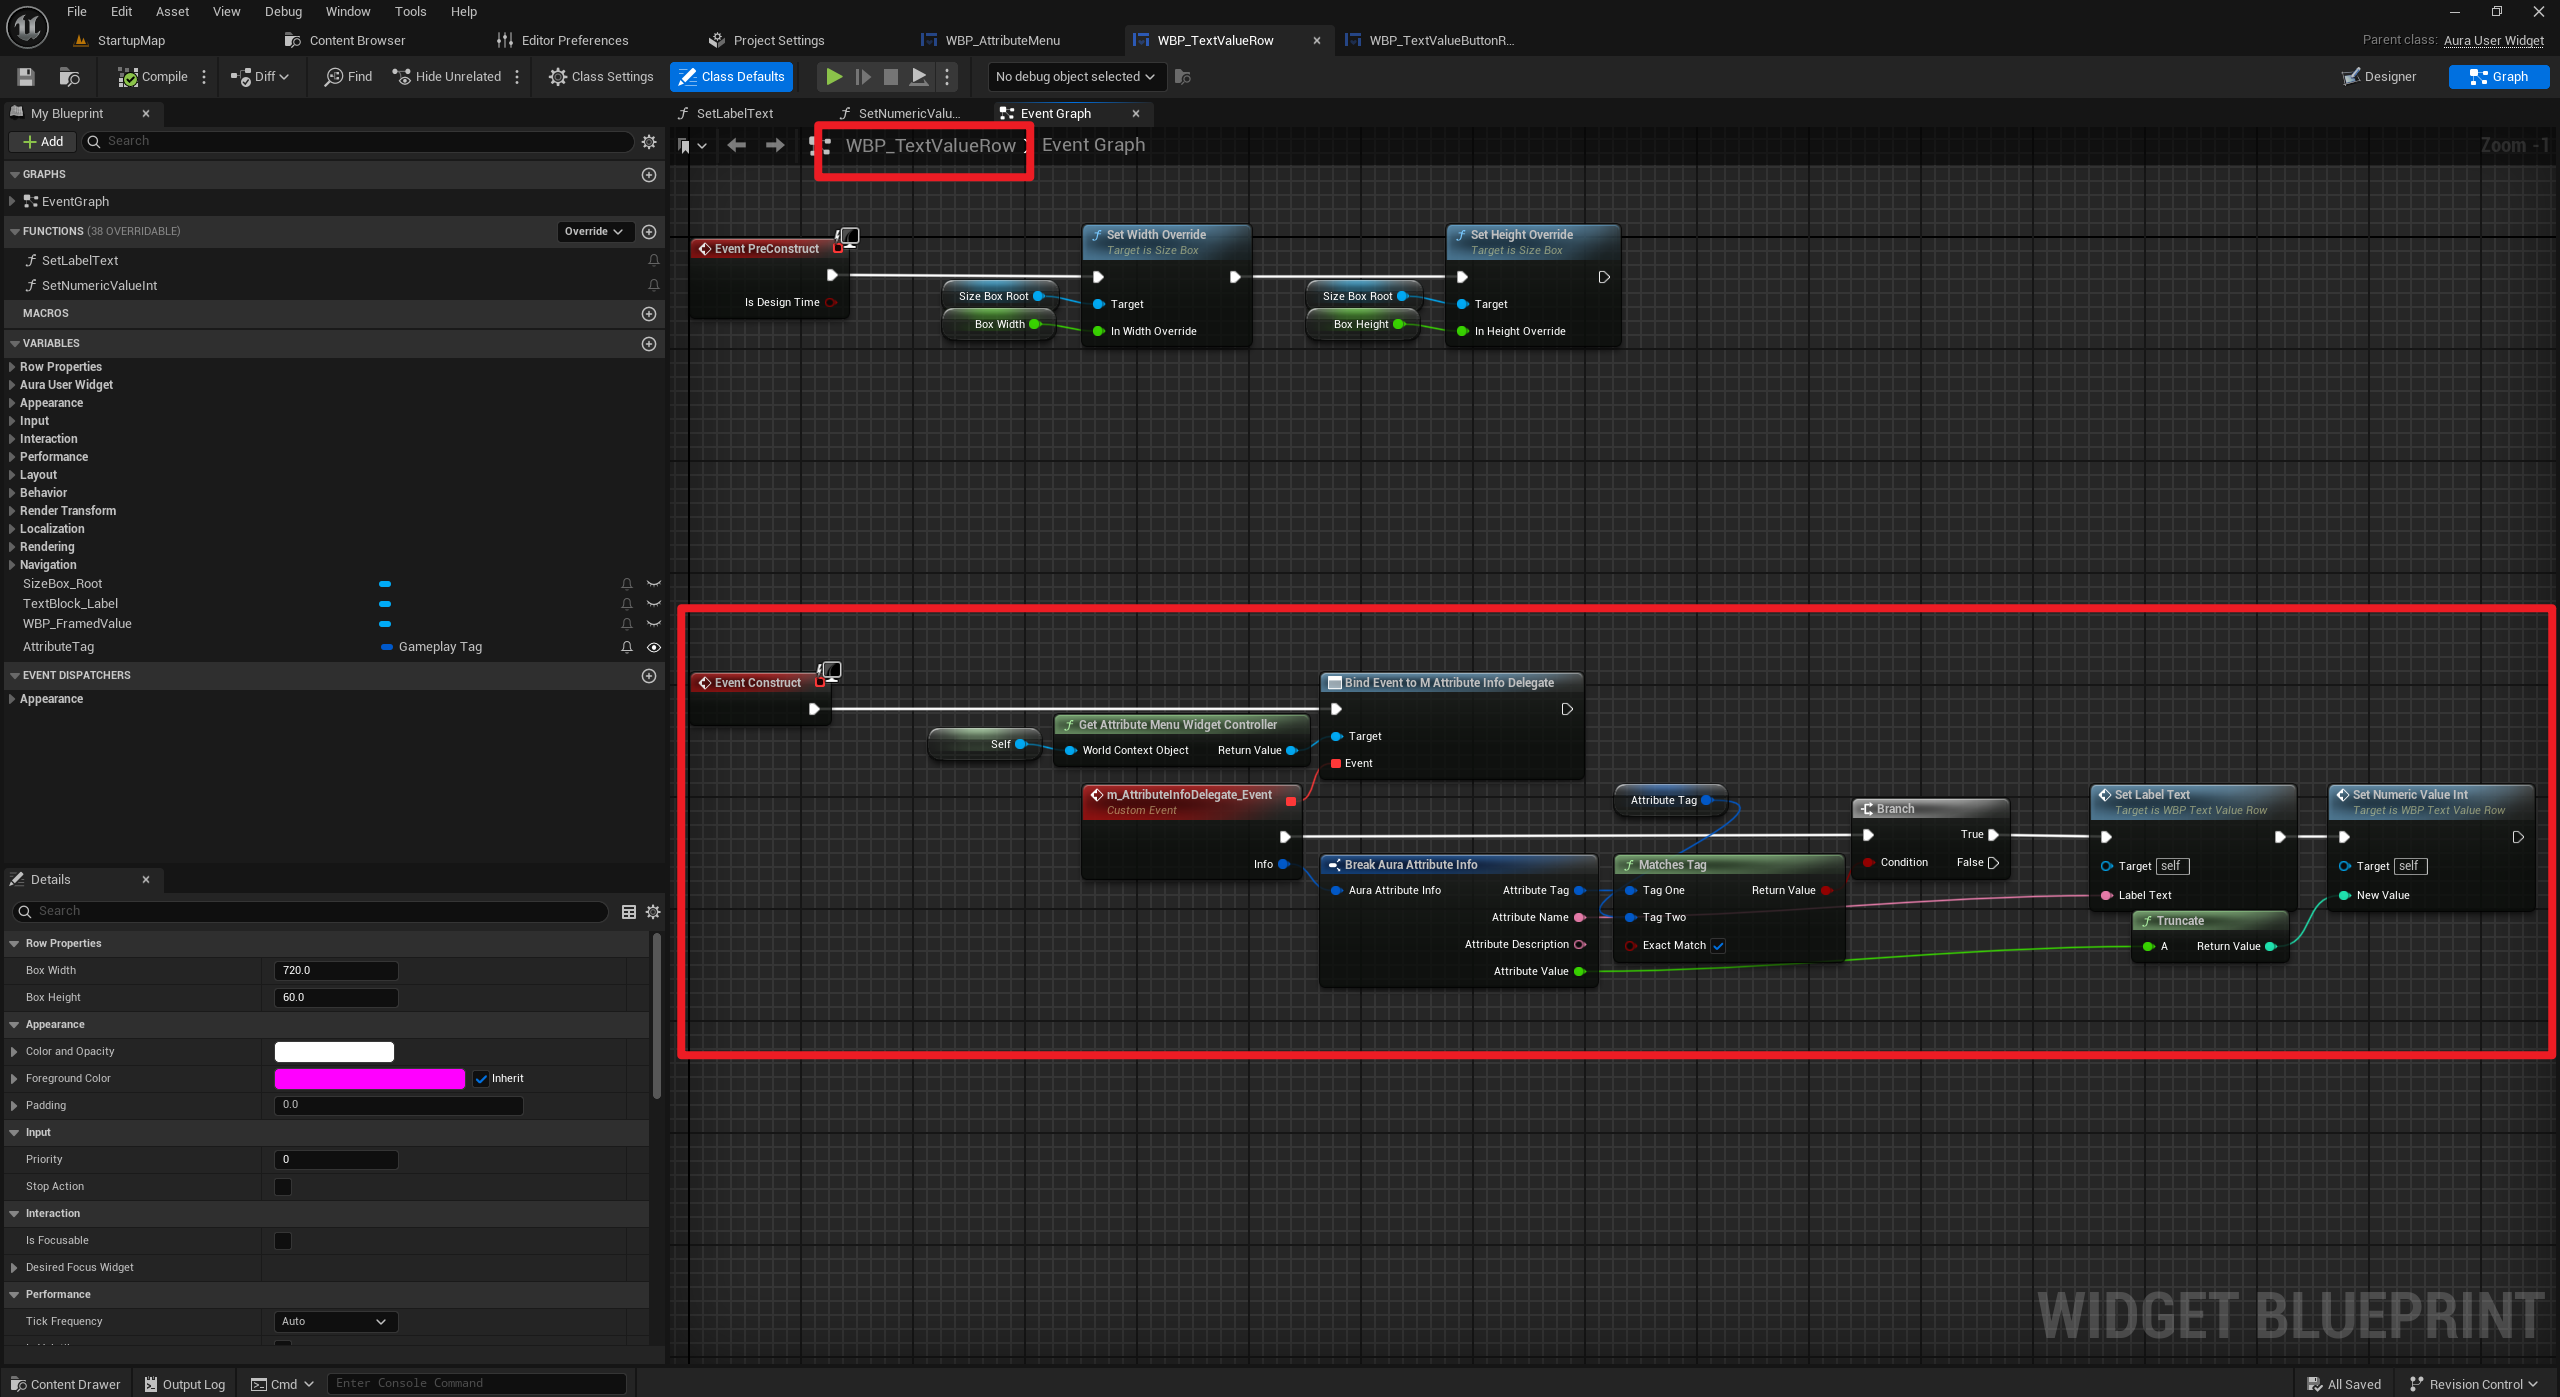 File Edit Asset View Debug Window Tools Help
StartupMap Content Browser Editor Preferences Project Settings WBP_AttributeMenu WBP_TextValueRow WBP_TextValueButtonR...
Parent class: Aura User Widget
Compile Diff Find Hide Unrelated Class Settings Class Defaults No debug object selected Designer Graph
My Blueprint
SetLabelText SetNumericValu... Event Graph
Add Search
WBP_TextValueRow Event Graph
Zoom -1
GRAPHS
EventGraph
FUNCTIONS (38 OVERRIDABLE) Override
SetLabelText
SetNumericValueInt
MACROS
VARIABLES
Row Properties
Aura User Widget
Appearance
Input
Interaction
Performance
Layout
Behavior
Render Transform
Localization
Rendering
Navigation
SizeBox_Root
TextBlock_Label
WBP_FramedValue
AttributeTag Gameplay Tag
EVENT DISPATCHERS
Appearance
Event PreConstruct
Is Design Time
Size Box Root
Box Width
Set Width Override
Target is Size Box
Target
In Width Override
Size Box Root
Box Height
Set Height Override
Target is Size Box
Target
In Height Override
Event Construct
Self
Get Attribute Menu Widget Controller
World Context Object Return Value
Bind Event to M Attribute Info Delegate
Target
Event
m_AttributeInfoDelegate_Event
Custom Event
Info
Break Aura Attribute Info
Aura Attribute Info Attribute Tag
Attribute Name
Attribute Description
Attribute Value
Attribute Tag
Matches Tag
Tag One Return Value
Tag Two
Exact Match
Branch
True
Condition False
Set Label Text
Target is WBP Text Value Row
Target self
Label Text
Truncate
A Return Value
Set Numeric Value Int
Target is WBP Text Value Row
Target self
New Value
Details
Search
Row Properties
Box Width 720.0
Box Height 60.0
Appearance
Color and Opacity
Foreground Color Inherit
Padding 0.0
Input
Priority 0
Stop Action
Interaction
Is Focusable
Desired Focus Widget
Performance
Tick Frequency Auto
WIDGET BLUEPRINT
Content Drawer Output Log Cmd Enter Console Command All Saved Revision Control